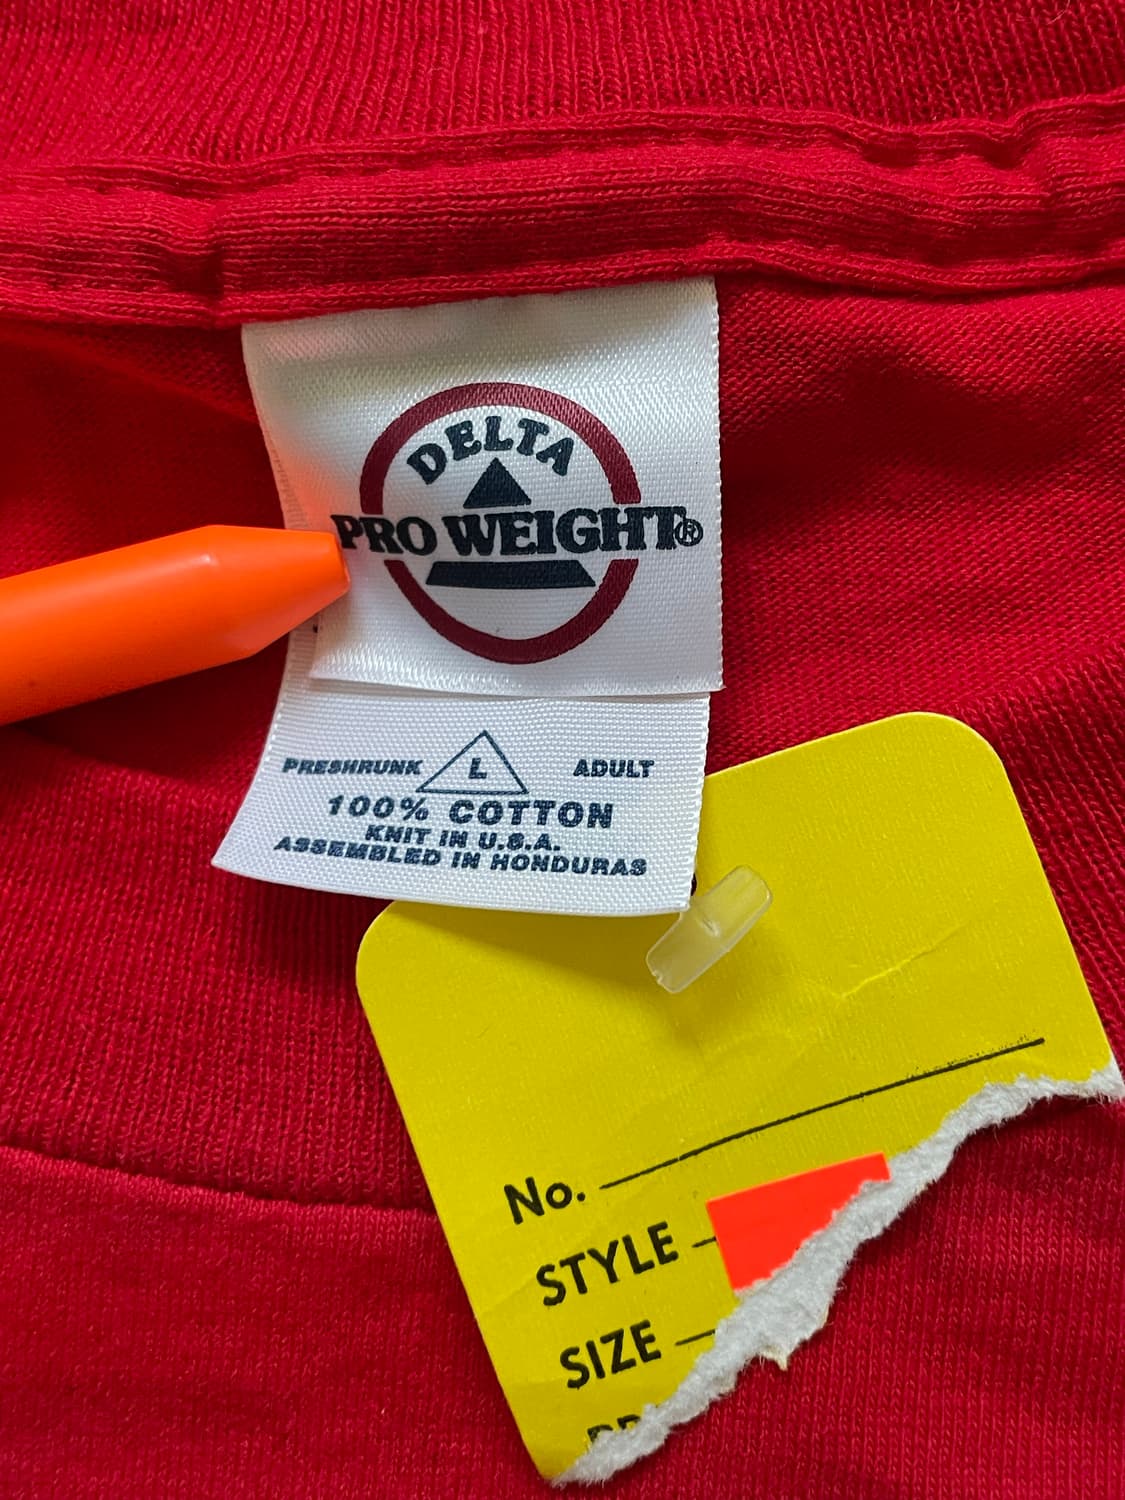 DELTA
PRO WEIGHT®
PRESHRUNK L ADULT
100% COTTON
KNIT IN U.S.A.
ASSEMBLED IN HONDURAS
No.
STYLE
SIZE